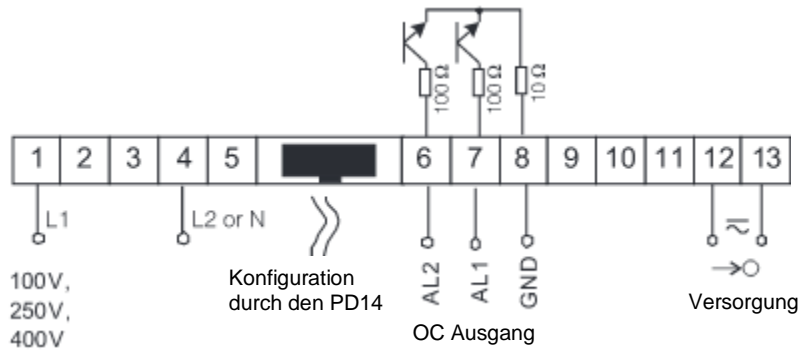 100 Ω
100 Ω
10 Ω
1 2 3 4 5 6 7 8 9 10 11 12 13
L1
L2 or N
100V,
250V,
400V
Konfiguration
durch den PD14
AL2
AL1
GND
OC Ausgang
Versorgung